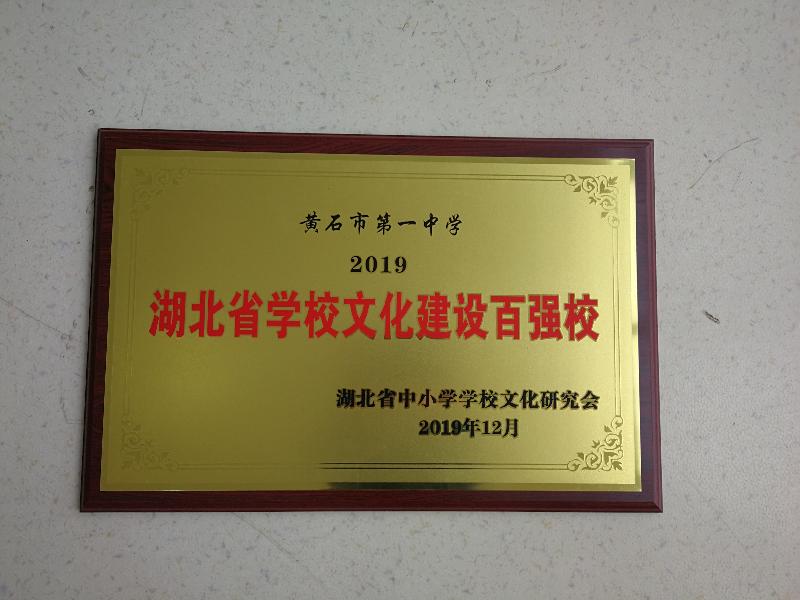 黄石市第一中学
2019
湖北省学校文化建设百强校
湖北省中小学学校文化研究会
2019年12月